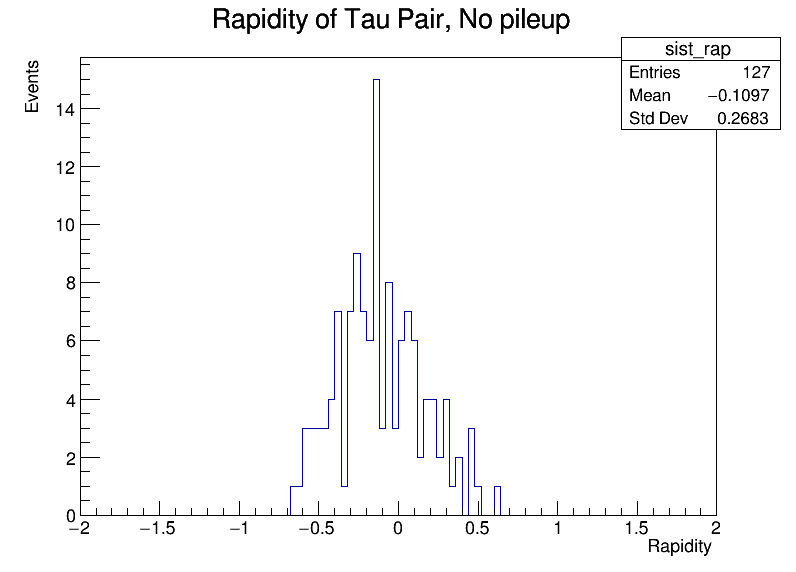 Rapidity of Tau Pair, No pileup
sist_rap
Entries 127
Mean −0.1097
Std Dev 0.2683
Events
14
12
10
8
6
4
2
0
−2 −1.5 −1 −0.5 0 0.5 1 1.5 2
Rapidity